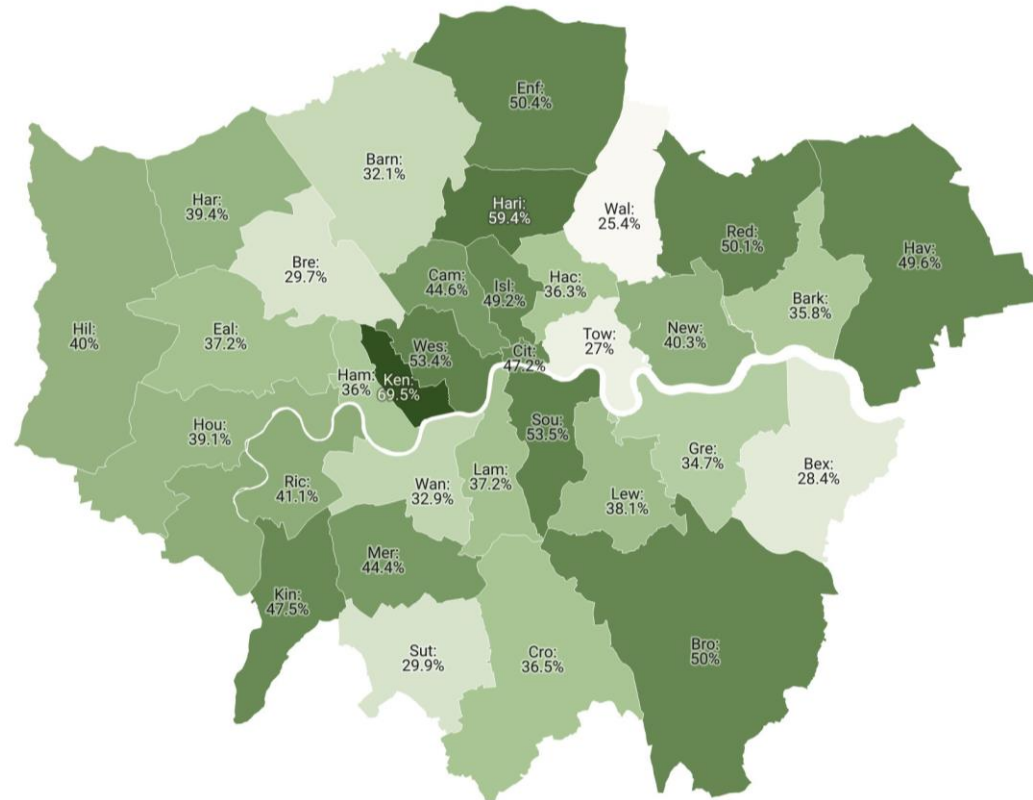 Enf:
50.4%
Barn:
32.1%
Har:
39.4%
Hari:
59.4%
Wal:
25.4%
Red:
50.1%
Hav:
49.6%
Bre:
29.7%
Cam:
44.6%
Isl:
49.2%
Hac:
36.3%
Bark:
35.8%
Hil:
40%
Eal:
37.2%
Wes:
53.4%
Cit:
47.2%
Tow:
27%
New:
40.3%
Ham:
36%
Ken:
69.5%
Hou:
39.1%
Sou:
53.5%
Gre:
34.7%
Bex:
28.4%
Ric:
41.1%
Wan:
32.9%
Lam:
37.2%
Lew:
38.1%
Mer:
44.4%
Kin:
47.5%
Sut:
29.9%
Cro:
36.5%
Bro:
50%